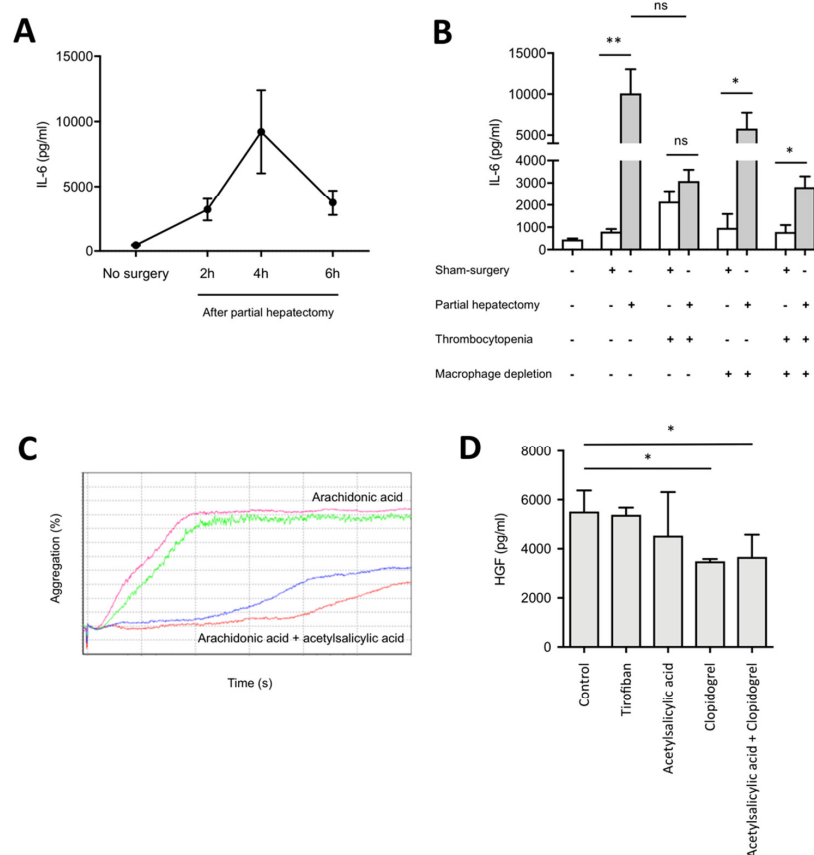 A
15000
10000
5000
0
IL-6 (pg/ml)
No surgery 2h 4h 6h
After partial hepatectomy
B
ns
** ns * *
15000
10000
5000
4000
3000
2000
1000
0
IL-6 (pg/ml)
Sham-surgery - + - + - + - + -
Partial hepatectomy - - + - + - + - +
Thrombocytopenia - - - + + - - + +
Macrophage depletion - - - - - + + + +
C
Aggregation (%)
Arachidonic acid
Arachidonic acid + acetylsalicylic acid
Time (s)
D
*
*
8000
6000
4000
2000
0
HGF (pg/ml)
Control
Tirofiban
Acetylsalicylic acid
Clopidogrel
Acetylsalicylic acid + Clopidogrel